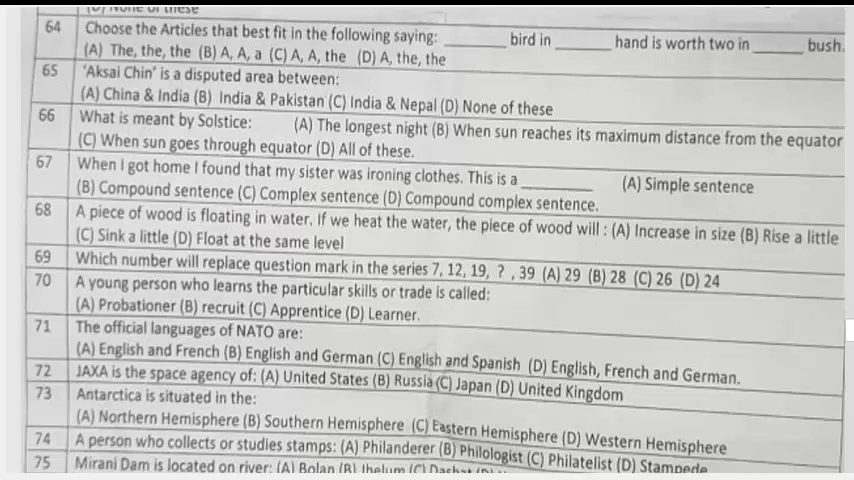 (D) None of these
64 Choose the Articles that best fit in the following saying: ________ bird in ________ hand is worth two in _______ bush.
(A) The, the, the (B) A, A, a (C) A, A, the (D) A, the, the
65 'Aksai Chin' is a disputed area between:
(A) China & India (B) India & Pakistan (C) India & Nepal (D) None of these
66 What is meant by Solstice: (A) The longest night (B) When sun reaches its maximum distance from the equator
(C) When sun goes through equator (D) All of these.
67 When I got home I found that my sister was ironing clothes. This is a _________ (A) Simple sentence
(B) Compound sentence (C) Complex sentence (D) Compound complex sentence.
68 A piece of wood is floating in water. If we heat the water, the piece of wood will : (A) Increase in size (B) Rise a little
(C) Sink a little (D) Float at the same level
69 Which number will replace question mark in the series 7, 12, 19, ? , 39 (A) 29 (B) 28 (C) 26 (D) 24
70 A young person who learns the particular skills or trade is called:
(A) Probationer (B) recruit (C) Apprentice (D) Learner.
71 The official languages of NATO are:
(A) English and French (B) English and German (C) English and Spanish (D) English, French and German.
72 JAXA is the space agency of: (A) United States (B) Russia (C) Japan (D) United Kingdom
73 Antarctica is situated in the:
(A) Northern Hemisphere (B) Southern Hemisphere (C) Eastern Hemisphere (D) Western Hemisphere
74 A person who collects or studies stamps: (A) Philanderer (B) Philologist (C) Philatelist (D) Stampede
75 Mirani Dam is located on river: (A) Bolan (B) Jhelum (C) Dasht